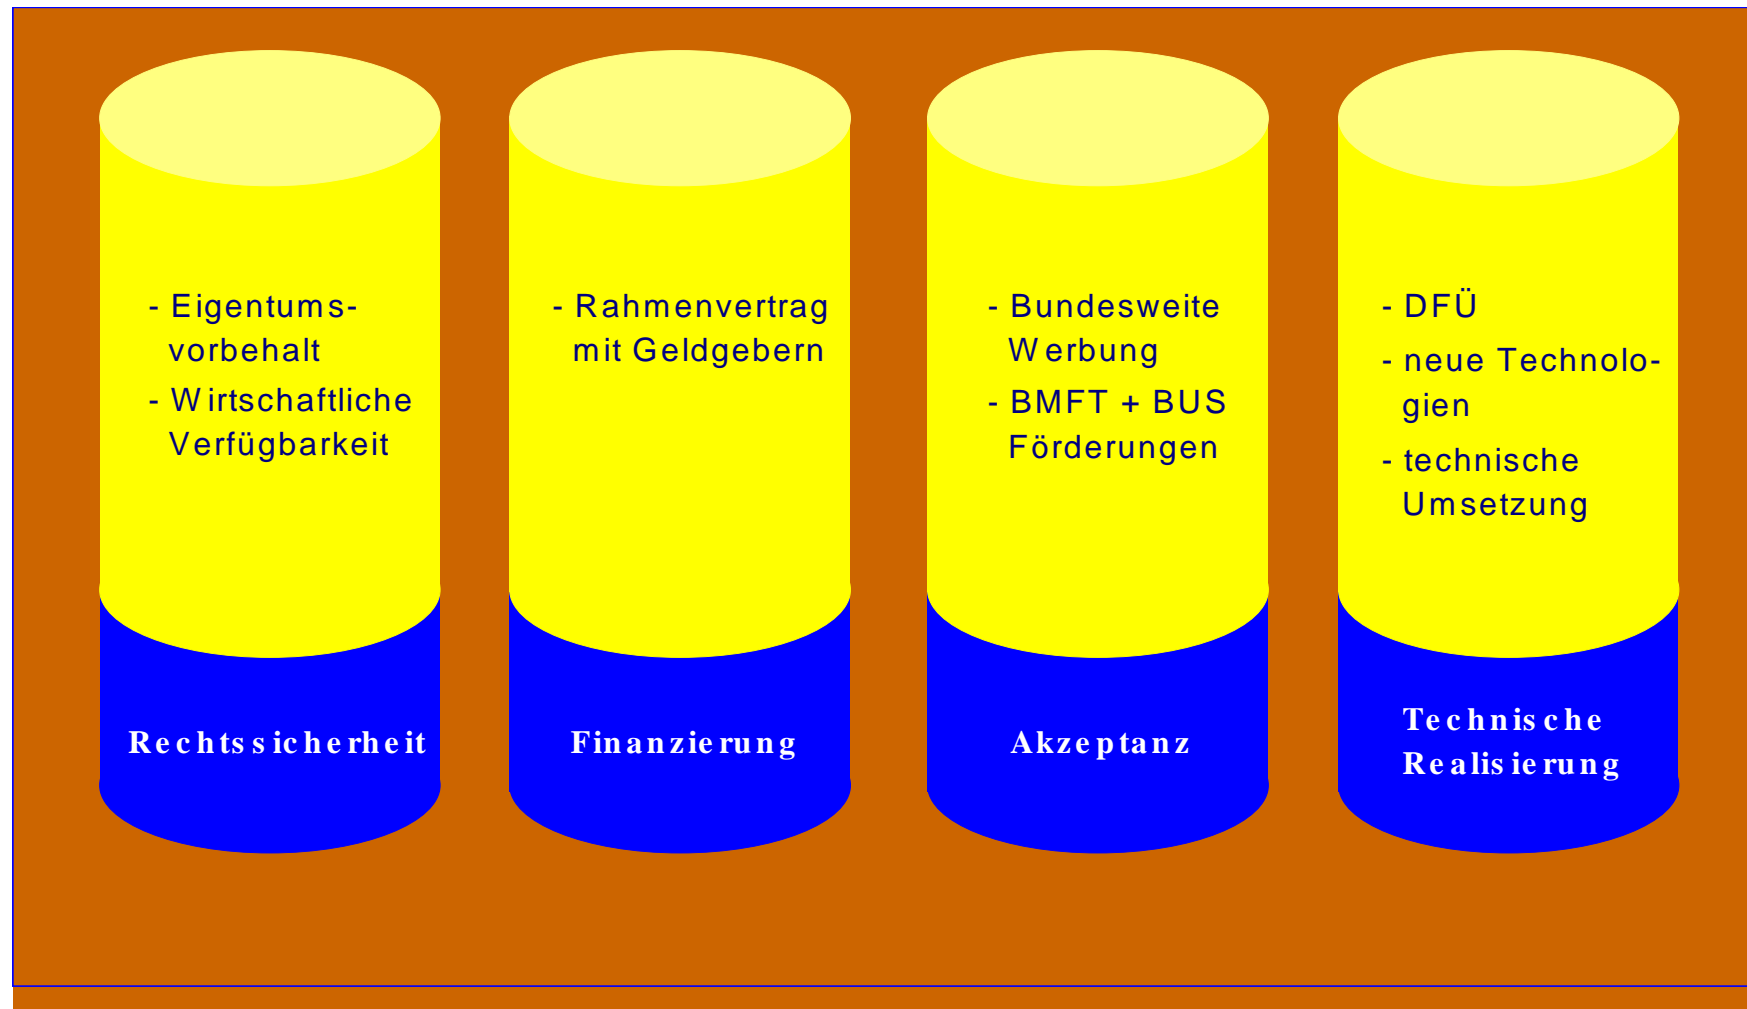 - Eigentums-
vorbehalt
- Wirtschaftliche
Verfügbarkeit
Rechtssicherheit
- Rahmenvertrag
mit Geldgebern
Finanzierung
- Bundesweite
Werbung
- BMFT + BUS
Förderungen
Akzeptanz
- DFÜ
- neue Technolo-
gien
- technische
Umsetzung
Technische
Realisierung